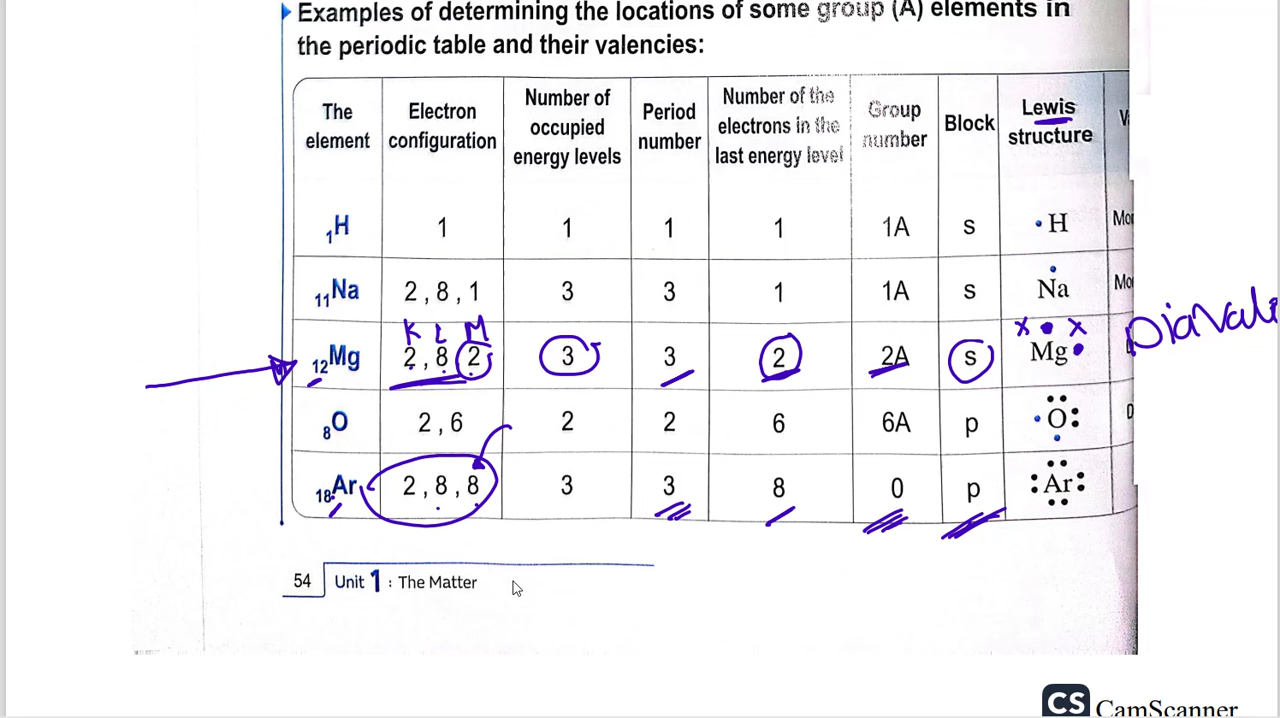 Examples of determining the locations of some group (A) elements in
the periodic table and their valencies:
The element | Electron configuration | Number of occupied energy levels | Period number | Number of the electrons in the last energy level | Group number | Block | Lewis structure
1H | 1 | 1 | 1 | 1 | 1A | s | H
11Na | 2 , 8 , 1 | 3 | 3 | 1 | 1A | s | Na
K L M
12Mg | 2 , 8 , 2 | 3 | 3 | 2 | 2A | s | Mg
8O | 2 , 6 | 2 | 2 | 6 | 6A | p | O
18Ar | 2 , 8 , 8 | 3 | 3 | 8 | 0 | p | Ar
54 Unit 1 : The Matter
CS CamScanner